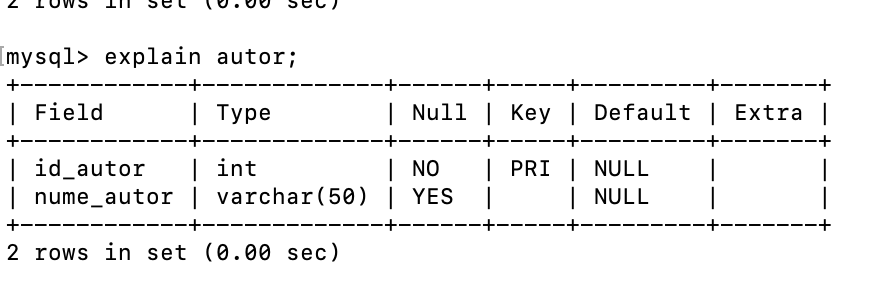 2 rows in set (0.00 sec)
mysql> explain autor;
+------------+-------------+------+-----+---------+-------+
| Field      | Type        | Null | Key | Default | Extra |
+------------+-------------+------+-----+---------+-------+
| id_autor   | int         | NO   | PRI | NULL    |       |
| nume_autor | varchar(50) | YES  |     | NULL    |       |
+------------+-------------+------+-----+---------+-------+
2 rows in set (0.00 sec)